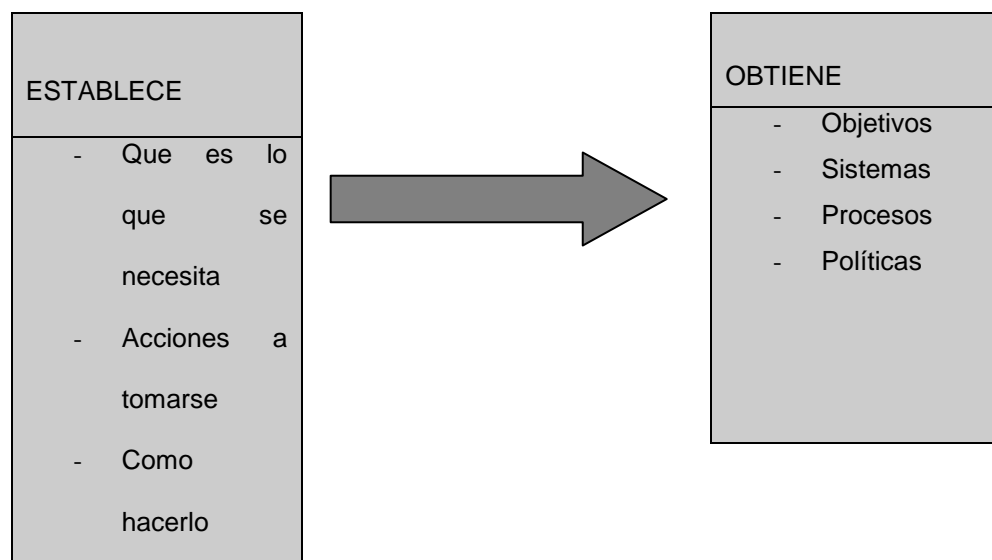 ESTABLECE
- Que es lo
que se
necesita
- Acciones a
tomarse
- Como
hacerlo
OBTIENE
- Objetivos
- Sistemas
- Procesos
- Políticas